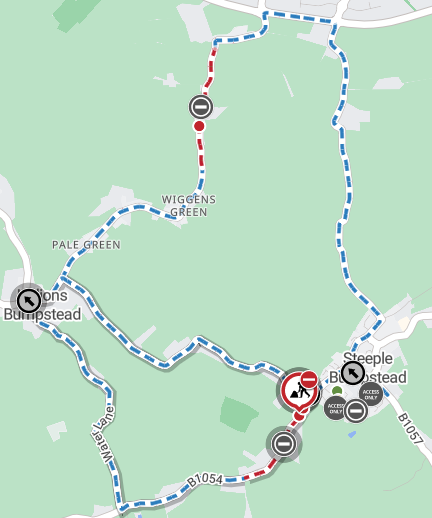 WIGGENS
GREEN
PALE GREEN
Bumpstead
Steeple
Bumpstead
ACCESS
ONLY
ACCESS
ONLY
Water Lane
B1054
B1057